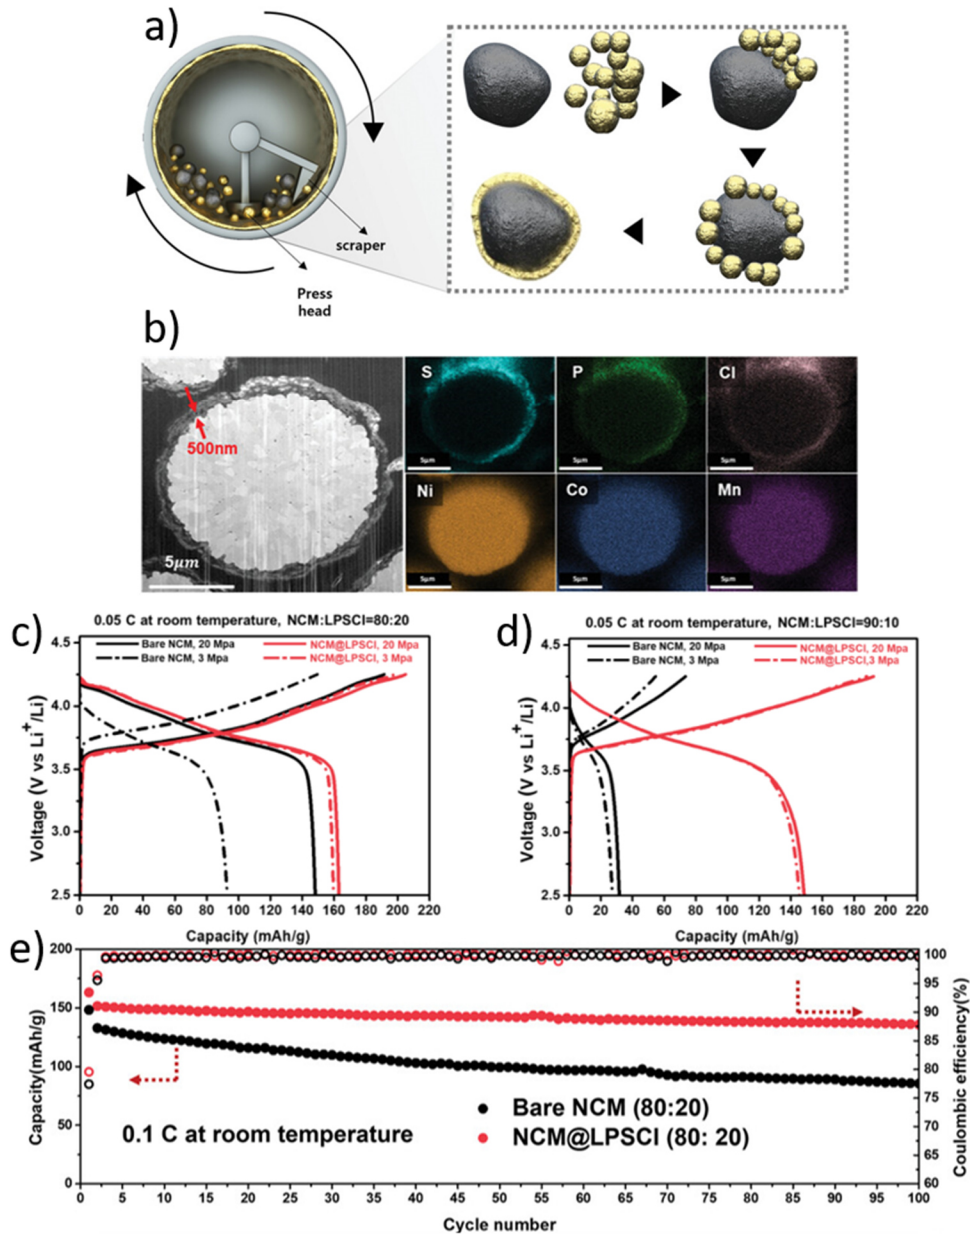 a)
scraper
Press
head
b)
500nm
5μm
S
5μm
P
5μm
Cl
5μm
Ni
5μm
Co
5μm
Mn
5μm
c)
0.05 C at room temperature, NCM:LPSCl=80:20
Bare NCM, 20 Mpa
NCM@LPSCl, 20 Mpa
Bare NCM, 3 Mpa
NCM@LPSCl, 3 Mpa
4.5
4.0
3.5
3.0
2.5
Voltage (V vs Li+/Li)
0 20 40 60 80 100 120 140 160 180 200 220
Capacity (mAh/g)
d)
0.05 C at room temperature, NCM:LPSCl=90:10
Bare NCM, 20 Mpa
NCM@LPSCl, 20 Mpa
Bare NCM, 3 Mpa
NCM@LPSCl,3 Mpa
4.5
4.0
3.5
3.0
2.5
Voltage (V vs Li+/Li)
0 20 40 60 80 100 120 140 160 180 200 220
Capacity (mAh/g)
e)
200
150
100
50
0
Capacity(mAh/g)
100
95
90
85
80
75
70
65
60
Coulombic efficiency(%)
Bare NCM (80:20)
0.1 C at room temperature
NCM@LPSCl (80: 20)
0 5 10 15 20 25 30 35 40 45 50 55 60 65 70 75 80 85 90 95 100
Cycle number